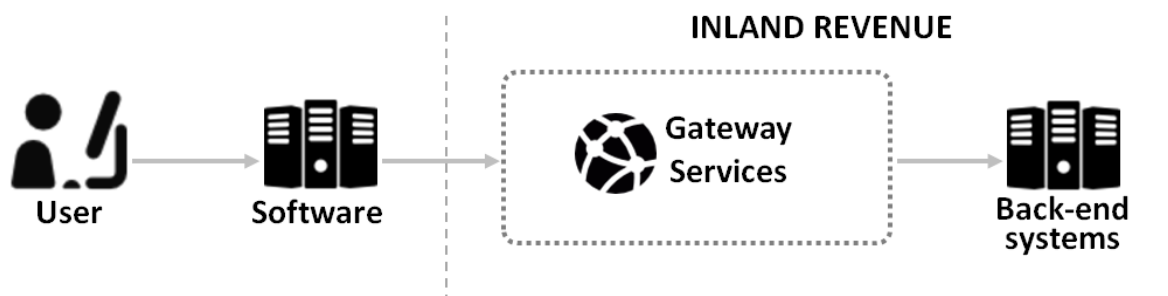 INLAND REVENUE
Gateway
Services
User
Software
Back-end
systems